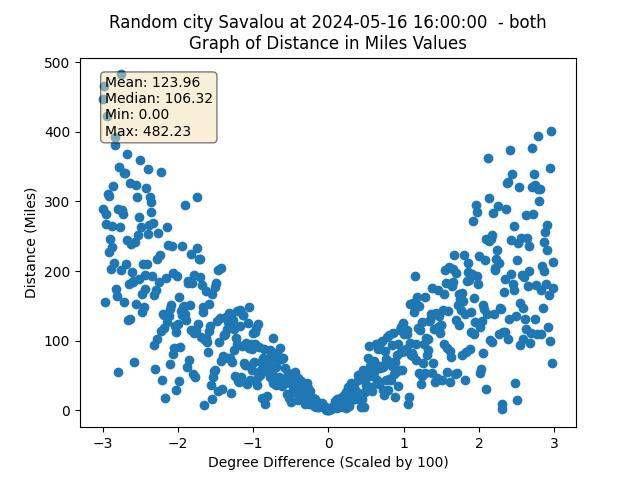 Random city Savalou at 2024-05-16 16:00:00  - both
Graph of Distance in Miles Values
Mean: 123.96
Median: 106.32
Min: 0.00
Max: 482.23
Distance (Miles)
500
400
300
200
100
0
−3 −2 −1 0 1 2 3
Degree Difference (Scaled by 100)